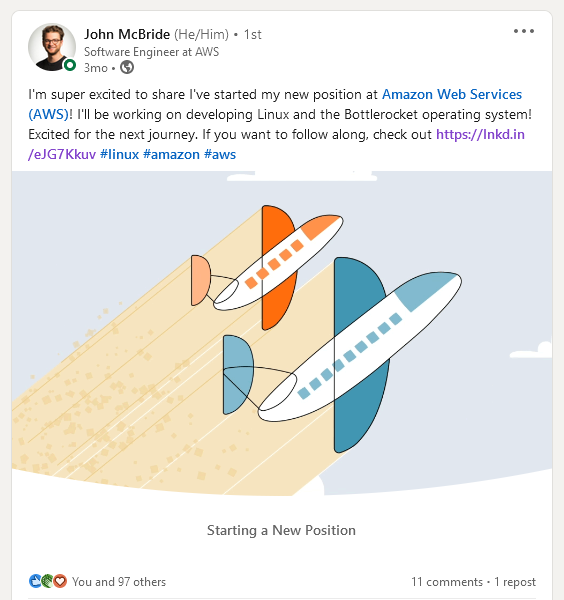 John McBride (He/Him) • 1st
Software Engineer at AWS
3mo •
I'm super excited to share I've started my new position at Amazon Web Services
(AWS)! I'll be working on developing Linux and the Bottlerocket operating system!
Excited for the next journey. If you want to follow along, check out https://lnkd.in
/eJG7Kkuv #linux #amazon #aws
Starting a New Position
You and 97 others
11 comments • 1 repost